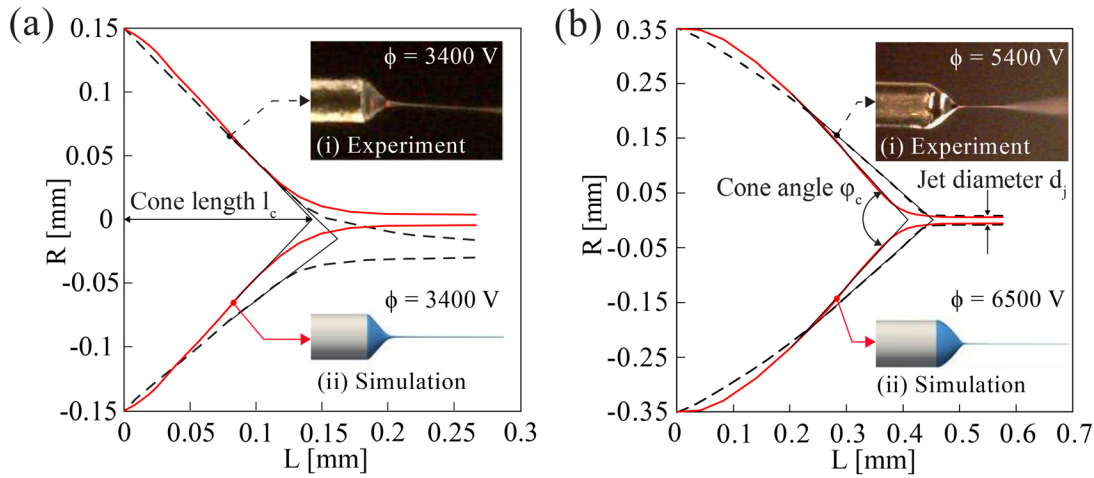 (a)
0.15
0.1
0.05
0
-0.05
-0.1
-0.15
R [mm]
0
0.05
0.1
0.15
0.2
0.25
0.3
L [mm]
ϕ = 3400 V
(i) Experiment
Cone length l_c
ϕ = 3400 V
(ii) Simulation
(b)
0.35
0.25
0.15
0.05
-0.05
-0.15
-0.25
-0.35
R [mm]
0
0.1
0.2
0.3
0.4
0.5
0.6
0.7
L [mm]
ϕ = 5400 V
(i) Experiment
Cone angle φ_c
Jet diameter d_j
ϕ = 6500 V
(ii) Simulation